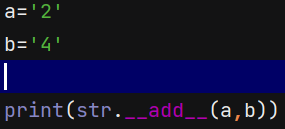 a='2'
b='4'
print(str.__add__(a,b))